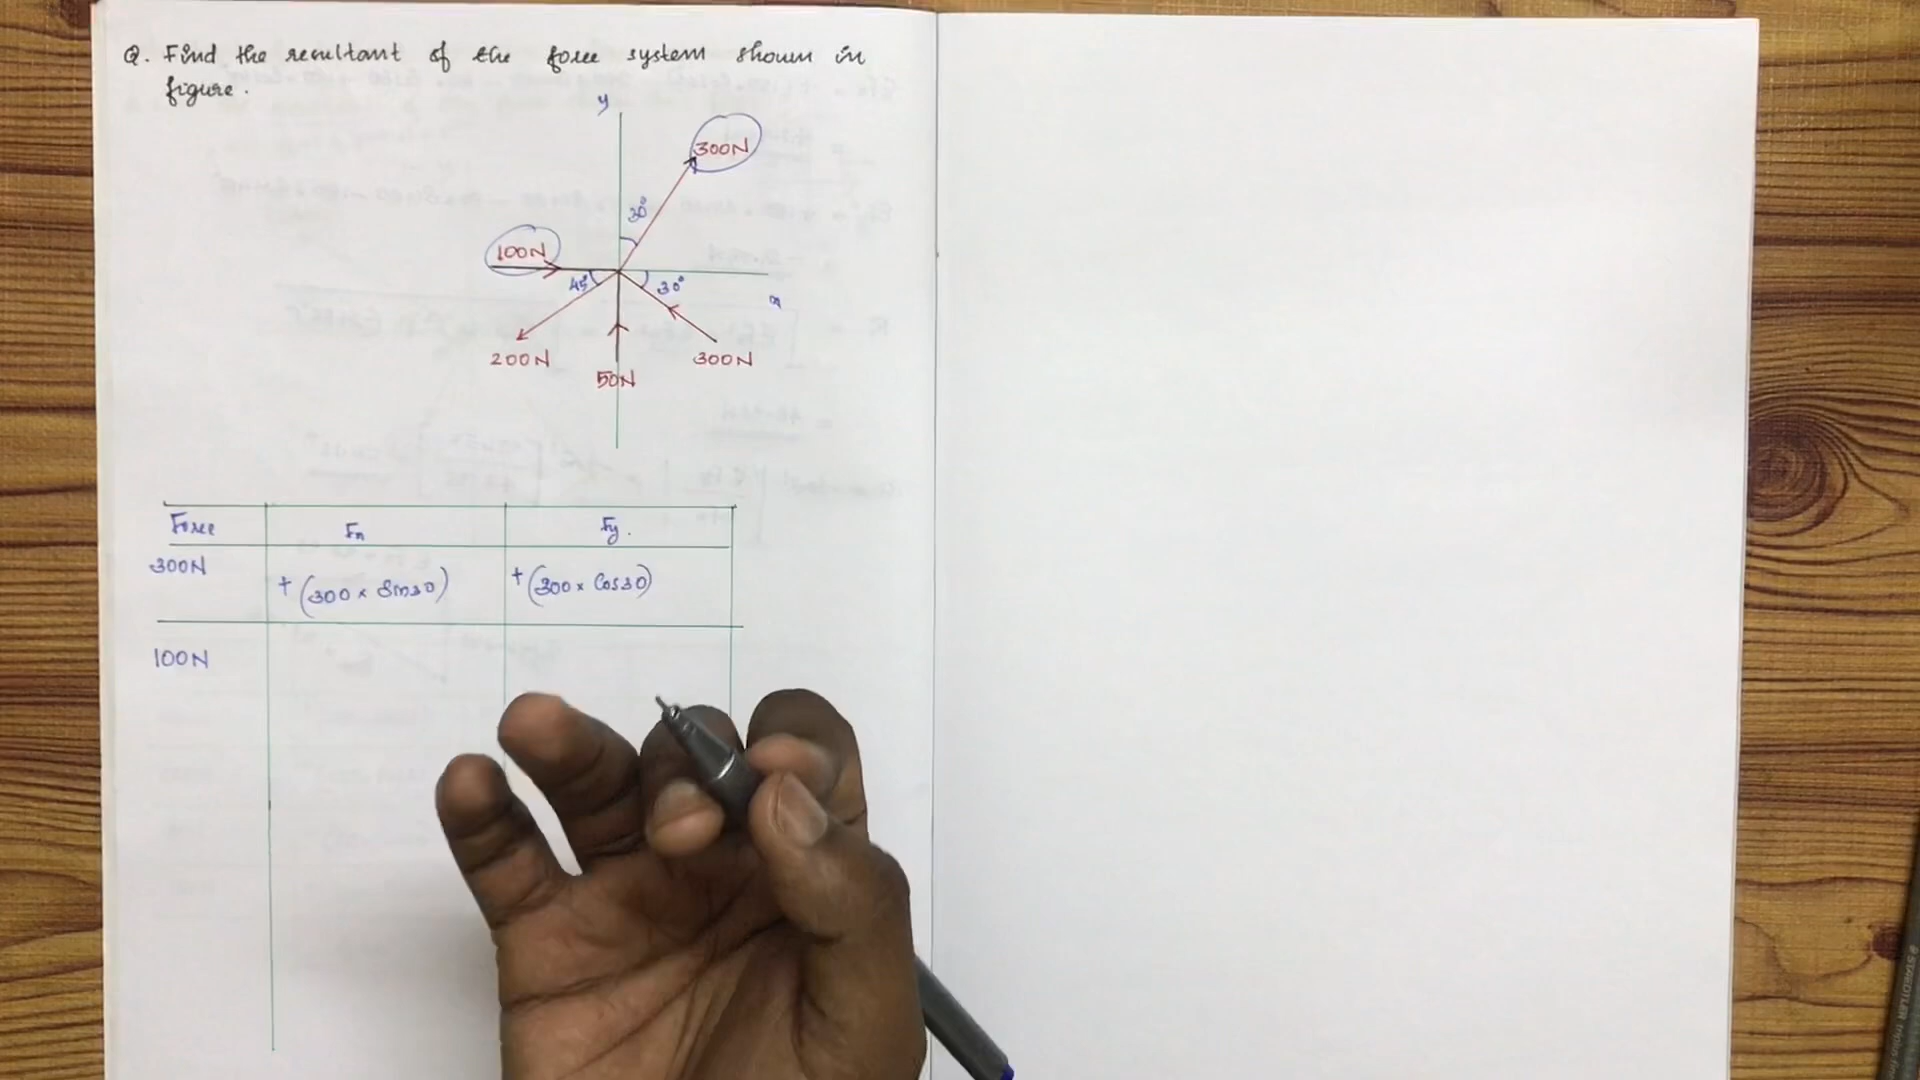 Q. Find the resultant of the force system shown in
figure.
y
300N
30°
100N
45°
30°
x
200N
300N
50N
Force Fx Fy.
300N +(300 x Sin30) +(300 x Cos30)
100N